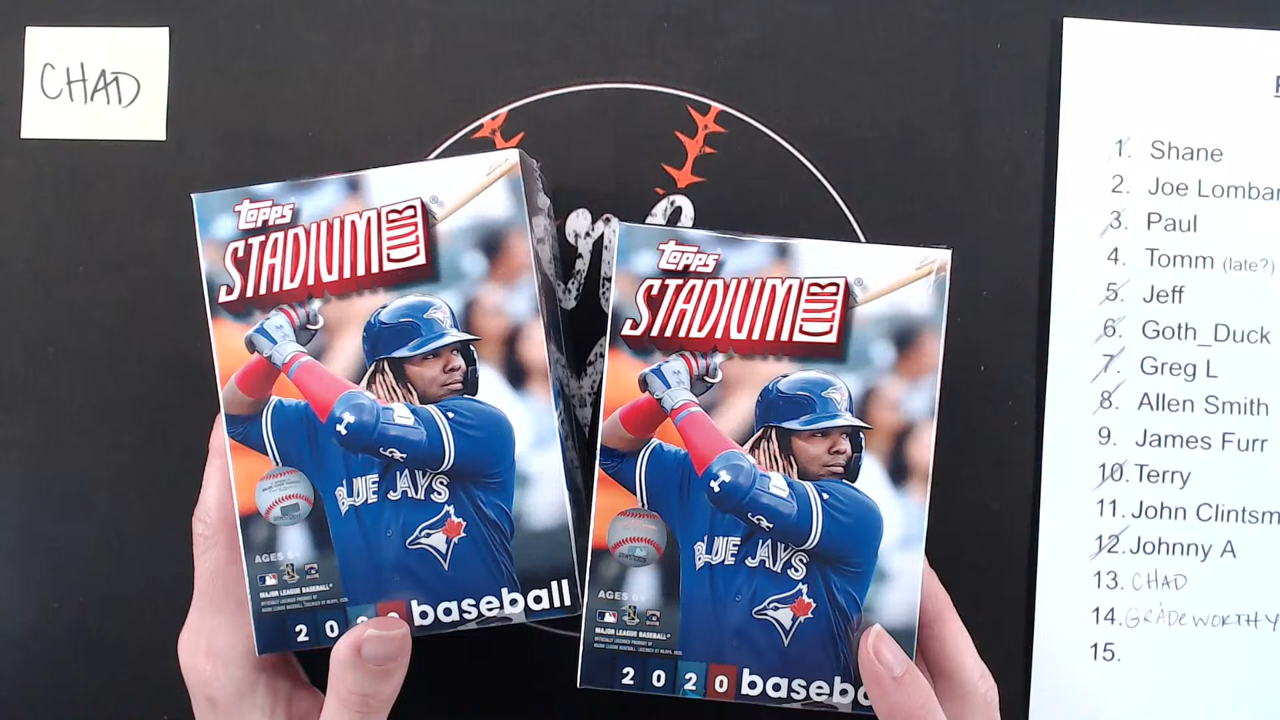 CHAD
Topps
STADIUM
CLUB
®
BLUE JAYS
AGES 6+
MAJOR LEAGUE BASEBALL®
2020 baseball
Topps
STADIUM
CLUB
®
BLUE JAYS
AGES 6+
MAJOR LEAGUE BASEBALL®
2020 baseba
1. Shane
2. Joe Lombar
3. Paul
4. Tomm (late?)
5. Jeff
6. Goth_Duck
7. Greg L
8. Allen Smith
9. James Furr
10. Terry
11. John Clintsm
12. Johnny A
13. CHAD
14. GRADEWORTHY
15.